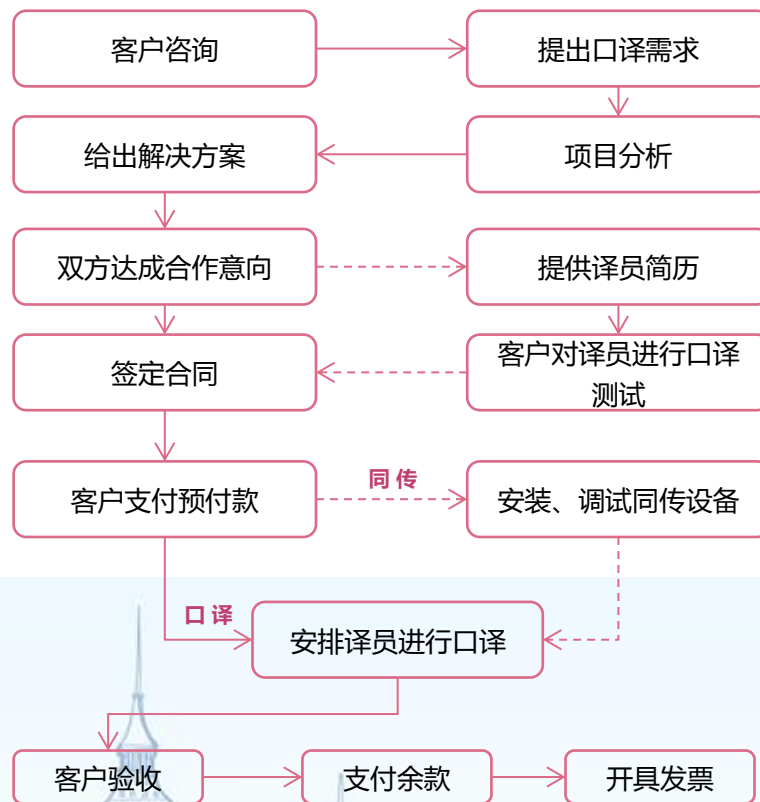 客户咨询
提出口译需求
给出解决方案
项目分析
双方达成合作意向
提供译员简历
签定合同
客户对译员进行口译
测试
客户支付预付款
同传
安装、调试同传设备
口译
安排译员进行口译
客户验收
支付余款
开具发票